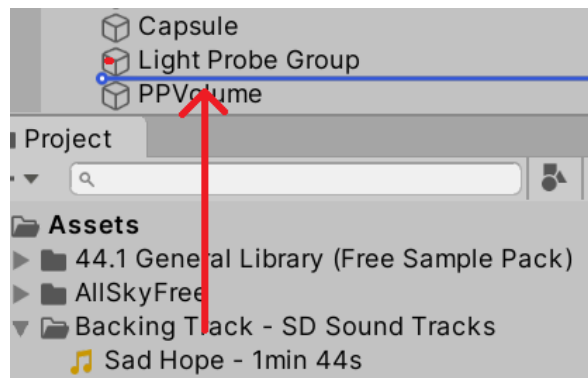 Capsule
Light Probe Group
PPVolume
Project
Assets
44.1 General Library (Free Sample Pack)
AllSkyFree
Backing Track - SD Sound Tracks
Sad Hope - 1min 44s